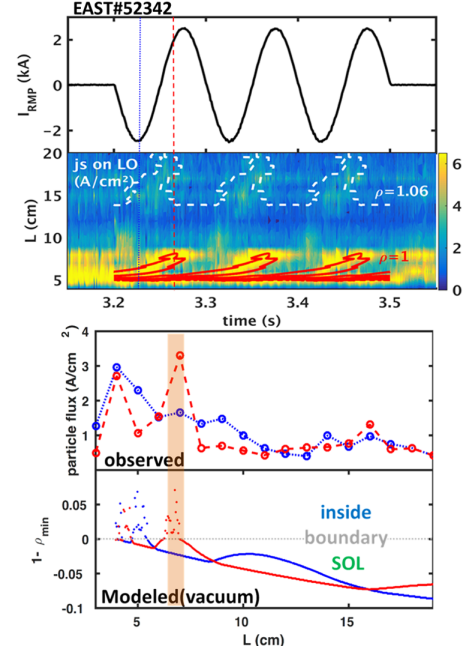 EAST#52342
I_RMP (kA)
2
0
-2
20
15
10
5
L (cm)
js on LO
(A/cm²)
ρ=1.06
ρ=1
6
4
2
0
3.2
3.3
3.4
3.5
time (s)
particle flux (A/cm²)
4
3
2
1
observed
1- ρ_min
0.05
0
-0.05
-0.1
inside
boundary
SOL
Modeled(vacuum)
5
10
15
L (cm)